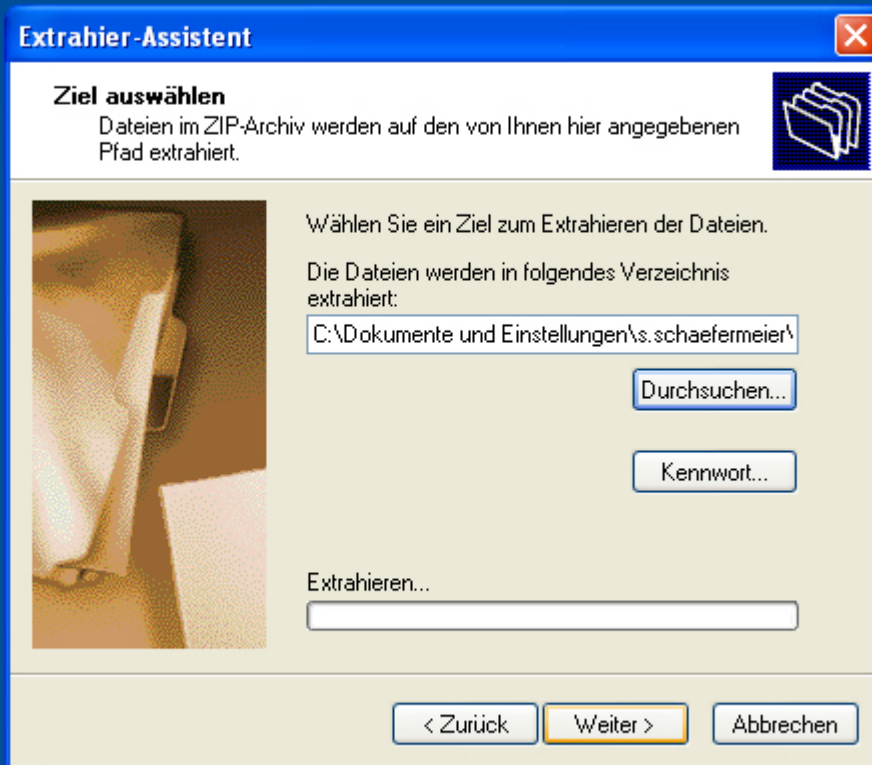 Extrahier-Assistent
Ziel auswählen
Dateien im ZIP-Archiv werden auf den von Ihnen hier angegebenen
Pfad extrahiert.
Wählen Sie ein Ziel zum Extrahieren der Dateien.
Die Dateien werden in folgendes Verzeichnis
extrahiert:
C:\Dokumente und Einstellungen\s.schaefermeier\
Durchsuchen...
Kennwort...
Extrahieren...
< Zurück
Weiter >
Abbrechen